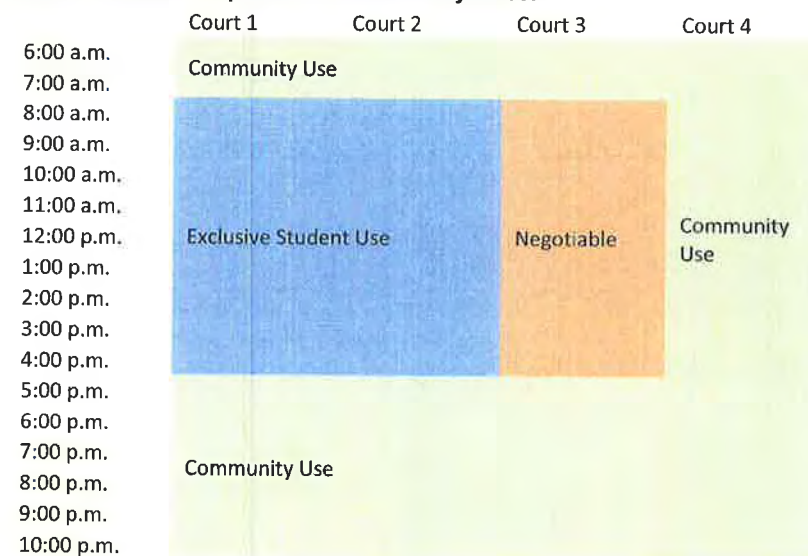 Court 1 Court 2 Court 3 Court 4
6:00 a.m.
Community Use
7:00 a.m.
8:00 a.m.
9:00 a.m.
10:00 a.m.
11:00 a.m.
12:00 p.m. Exclusive Student Use Negotiable Community
Use
1:00 p.m.
2:00 p.m.
3:00 p.m.
4:00 p.m.
5:00 p.m.
6:00 p.m.
7:00 p.m.
Community Use
8:00 p.m.
9:00 p.m.
10:00 p.m.